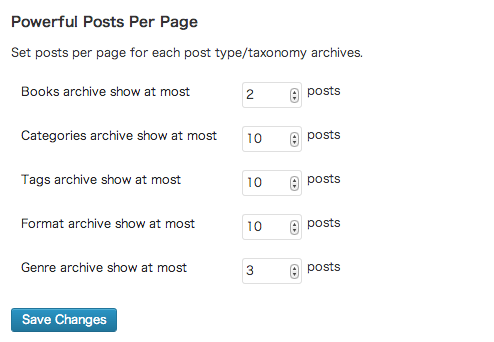 Powerful Posts Per Page
Set posts per page for each post type/taxonomy archives.
Books archive show at most 2 posts
Categories archive show at most 10 posts
Tags archive show at most 10 posts
Format archive show at most 10 posts
Genre archive show at most 3 posts
Save Changes